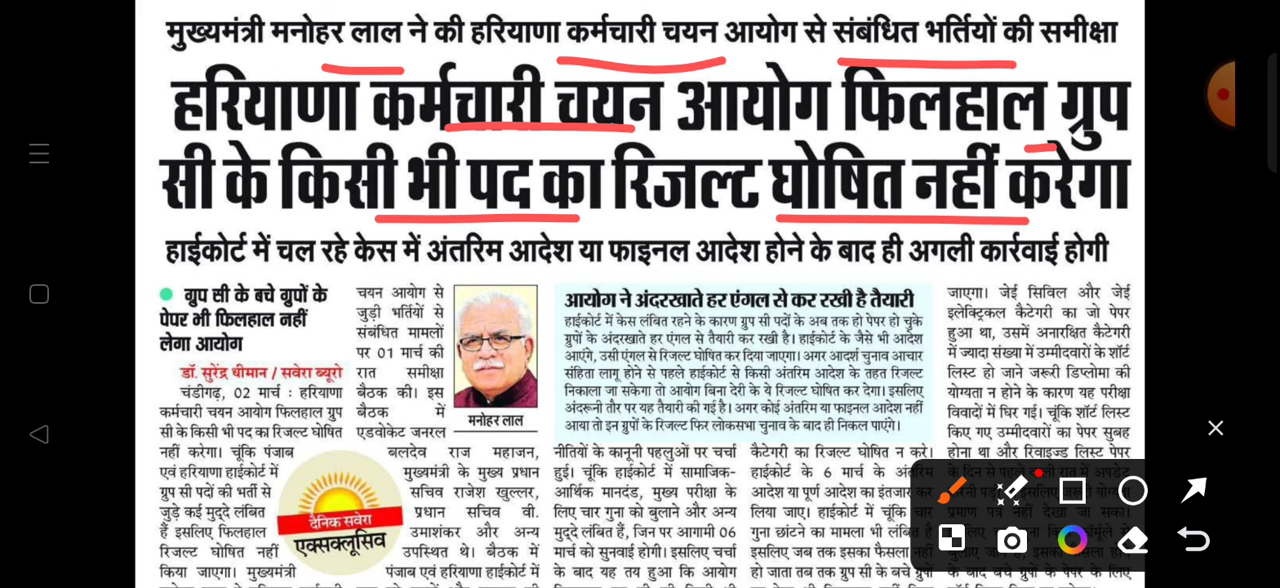 मुख्यमंत्री मनोहर लाल ने की हरियाणा कर्मचारी चयन आयोग से संबंधित भर्तियों की समीक्षा
हरियाणा कर्मचारी चयन आयोग फिलहाल ग्रुप
सी के किसी भी पद का रिजल्ट घोषित नहीं करेगा
हाईकोर्ट में चल रहे केस में अंतरिम आदेश या फाइनल आदेश होने के बाद ही अगली कार्रवाई होगी
ग्रुप सी के बचे ग्रुपों के
पेपर भी फिलहाल नहीं
लेगा आयोग
डॉ. सुरेंद्र धीमान / सवेरा ब्यूरो
चंडीगढ़, 02 मार्च : हरियाणा
कर्मचारी चयन आयोग फिलहाल ग्रुप
सी के किसी भी पद का रिजल्ट घोषित
नहीं करेगा। चूंकि पंजाब
एवं हरियाणा हाईकोर्ट में
ग्रुप सी पदों की भर्ती से
जुड़े कई मुद्दे लंबित
हैं इसलिए फिलहाल
रिजल्ट घोषित नहीं
किया जाएगा। मुख्यमंत्री
दैनिक सवेरा
एक्सक्लूसिव
चयन आयोग से
जुड़ी भर्तियों से
संबंधित मामलों
पर 01 मार्च की
रात समीक्षा
बैठक की। इस
बैठक में
एडवोकेट जनरल
बलदेव राज महाजन,
मुख्यमंत्री के मुख्य प्रधान
सचिव राजेश खुल्लर,
प्रधान सचिव वी.
उमाशंकर और अन्य
उपस्थित थे। बैठक में
पंजाब एवं हरियाणा हाईकोर्ट में
मनोहर लाल
आयोग ने अंदरखाते हर एंगल से कर रखी है तैयारी
हाईकोर्ट में केस लंबित रहने के कारण ग्रुप सी पदों के अब तक हो पेपर हो चुके
ग्रुपों के अंदरखाते हर एंगल से तैयारी कर रखी है। हाईकोर्ट के जैसे भी आदेश
आएंगे, उसी एंगल से रिजल्ट घोषित कर दिया जाएगा। अगर आदर्श चुनाव आचार
संहिता लागू होने से पहले हाईकोर्ट से किसी अंतरिम आदेश के तहत रिजल्ट
निकाला जा सकेगा तो आयोग बिना देरी के ये रिजल्ट घोषित कर देगा। इसलिए
अंदरूनी तौर पर यह तैयारी की गई है। अगर कोई अंतरिम या फाइनल आदेश नहीं
आया तो इन ग्रुपों के रिजल्ट फिर लोकसभा चुनाव के बाद ही निकल पाएंगे।
नीतियों के कानूनी पहलुओं पर चर्चा
हुई। चूंकि हाईकोर्ट में सामाजिक-
आर्थिक मानदंड, मुख्य परीक्षा के
लिए चार गुना को बुलाने और अन्य
मुद्दे लंबित हैं, जिन पर आगामी 06
मार्च को सुनवाई होगी। इसलिए चर्चा
के बाद यह तय हुआ कि आयोग
कैटेगरी का रिजल्ट घोषित न करे।
हाईकोर्ट के 6 मार्च के अंतरिम
आदेश या पूर्ण आदेश का इंतजार कर
लिया जाए। हाईकोर्ट में चूंकि चार
गुना छांटने का मामला भी लंबित है
इसलिए जब तक इसका फैसला नहीं
हो जाता तब तक ग्रुप सी के बचे ग्रुपों
जाएगा। जेई सिविल और जेई
इलेक्ट्रिकल कैटेगरी का जो पेपर
हुआ था, उसमें अनारक्षित कैटेगरी
में ज्यादा संख्या में उम्मीदवारों के शॉर्ट
लिस्ट हो जाने जरूरी डिप्लोमा की
योग्यता न होने के कारण यह परीक्षा
विवादों में घिर गई। चूंकि शॉर्ट लिस्ट
किए गए उम्मीदवारों का पेपर सुबह
होना था और रिवाइज्ड लिस्ट पेपर